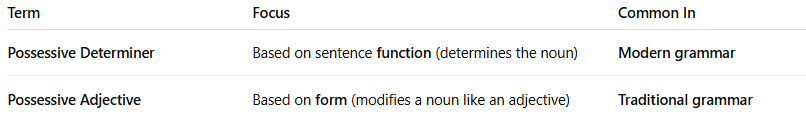 Term Focus Common In
Possessive Determiner Based on sentence function (determines the noun) Modern grammar
Possessive Adjective Based on form (modifies a noun like an adjective) Traditional grammar